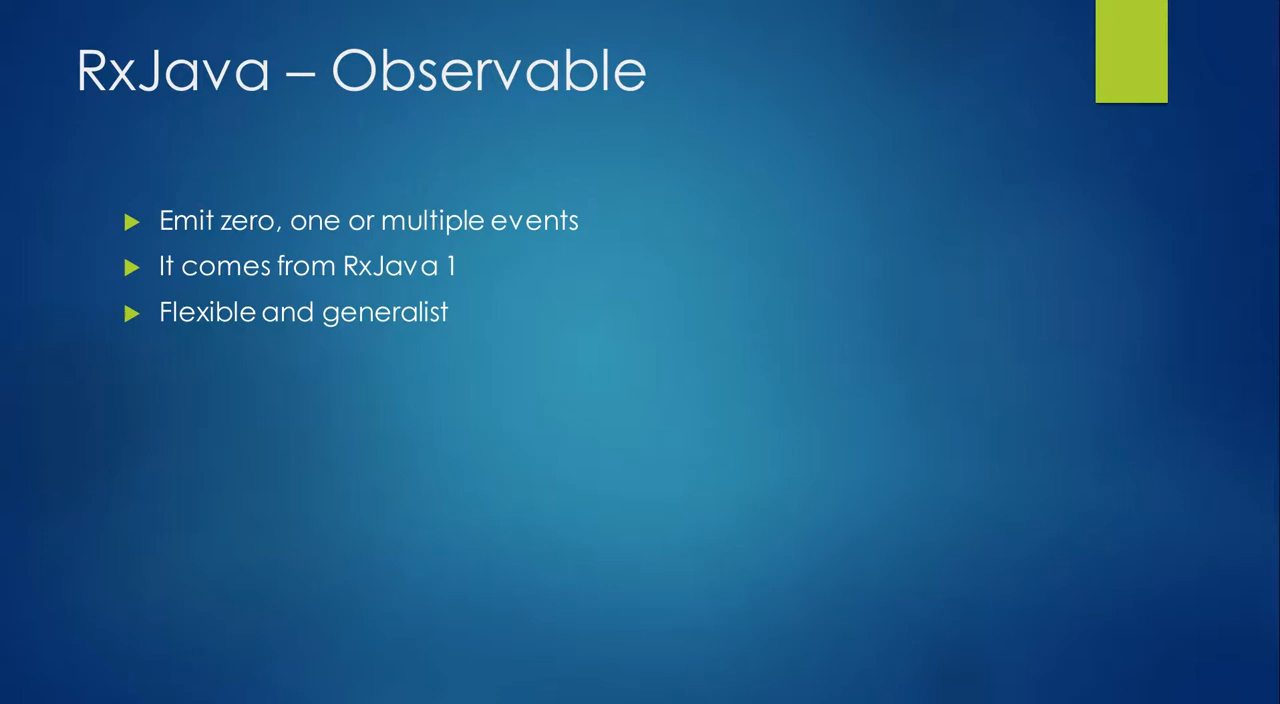 RxJava – Observable
Emit zero, one or multiple events
It comes from RxJava 1
Flexible and generalist